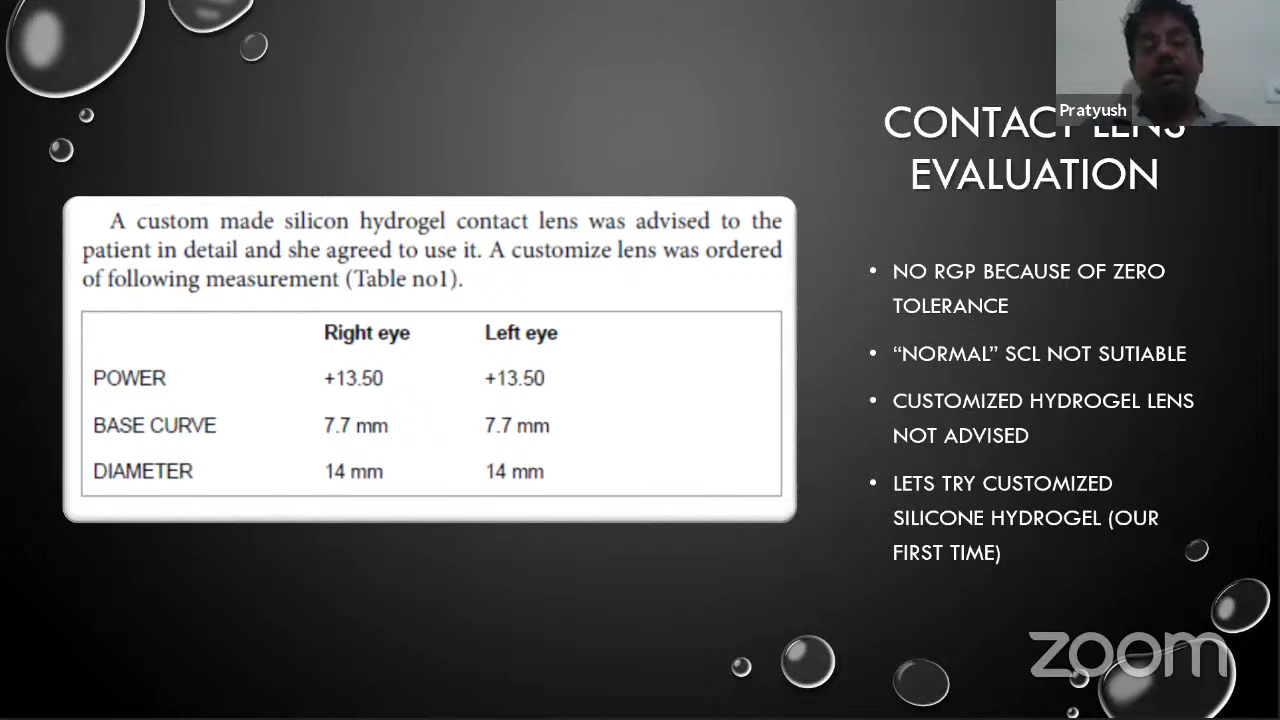 Pratyush
CONTACT LENS
EVALUATION
A custom made silicon hydrogel contact lens was advised to the
patient in detail and she agreed to use it. A customize lens was ordered
of following measurement (Table no1).
Right eye Left eye
POWER +13.50 +13.50
BASE CURVE 7.7 mm 7.7 mm
DIAMETER 14 mm 14 mm
• NO RGP BECAUSE OF ZERO
TOLERANCE
• “NORMAL” SCL NOT SUTIABLE
• CUSTOMIZED HYDROGEL LENS
NOT ADVISED
• LETS TRY CUSTOMIZED
SILICONE HYDROGEL (OUR
FIRST TIME)
zoom